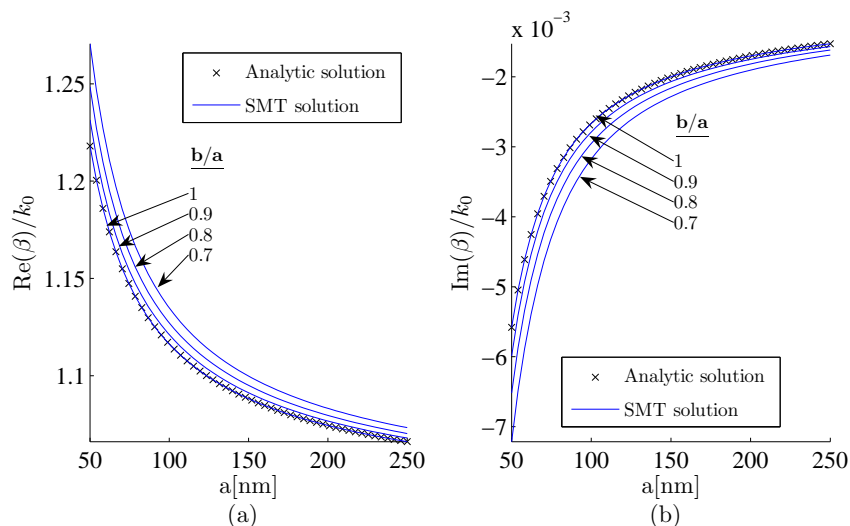 × Analytic solution
SMT solution
b/a
1
0.9
0.8
0.7
1.25
1.2
1.15
1.1
Re(β)/k₀
50 100 150 200 250
a[nm]
(a)
x 10⁻³
−2
−3
−4
−5
−6
−7
Im(β)/k₀
b/a
1
0.9
0.8
0.7
× Analytic solution
SMT solution
50 100 150 200 250
a[nm]
(b)